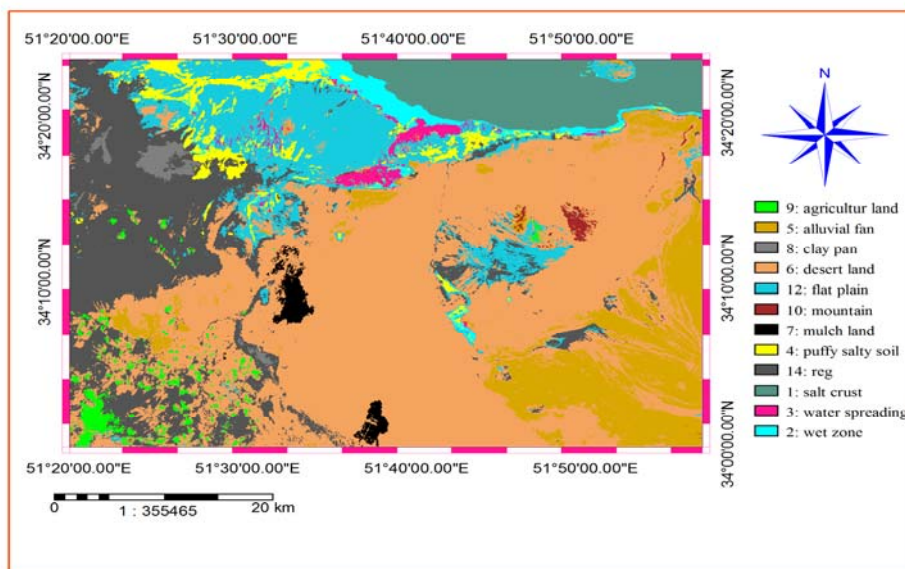 51°20'00.00"E 51°30'00.00"E 51°40'00.00"E 51°50'00.00"E
34°20'00.00"N
34°10'00.00"N
34°20'00.00"N
34°10'00.00"N
34°00'00.00"N
51°20'00.00"E 51°30'00.00"E 51°40'00.00"E 51°50'00.00"E
N
9: agricultur land
5: alluvial fan
8: clay pan
6: desert land
12: flat plain
10: mountain
7: mulch land
4: puffy salty soil
14: reg
1: salt crust
3: water spreading
2: wet zone
0 20 km
1 : 355465